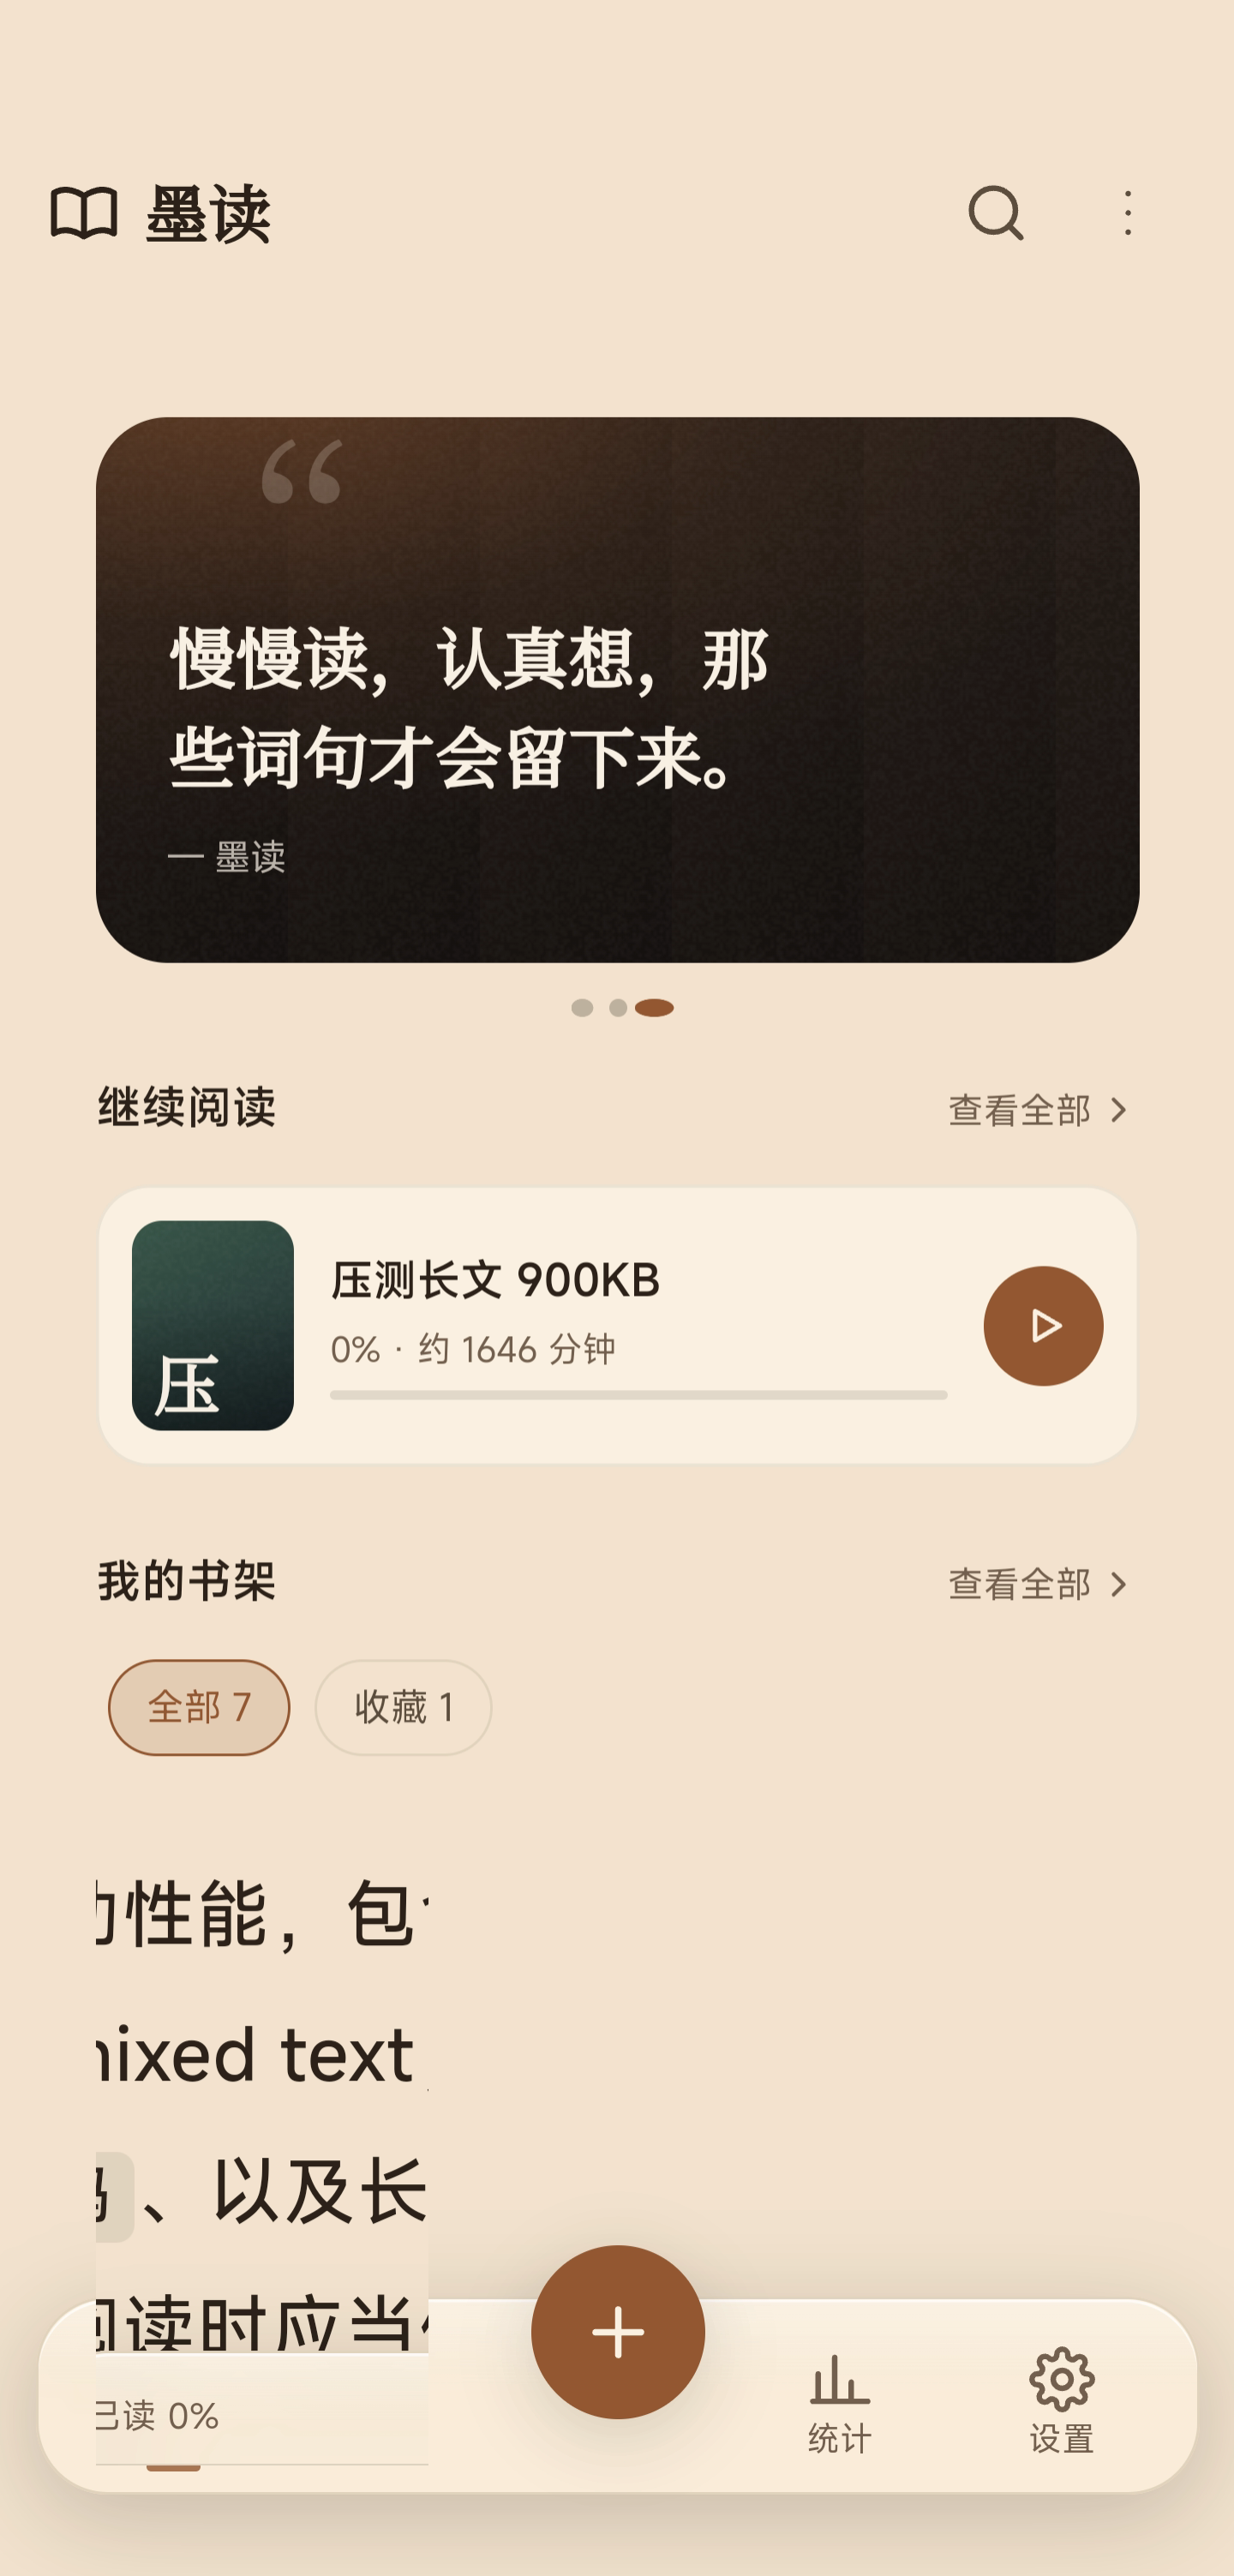 墨读
“
慢慢读，认真想，那
些词句才会留下来。
— 墨读
继续阅读
查看全部
压
压测长文 900KB
0% · 约 1646 分钟
我的书架
查看全部
全部 7
收藏 1
性能，包
ixed text
、以及长
读时应当
已读 0%
统计
设置